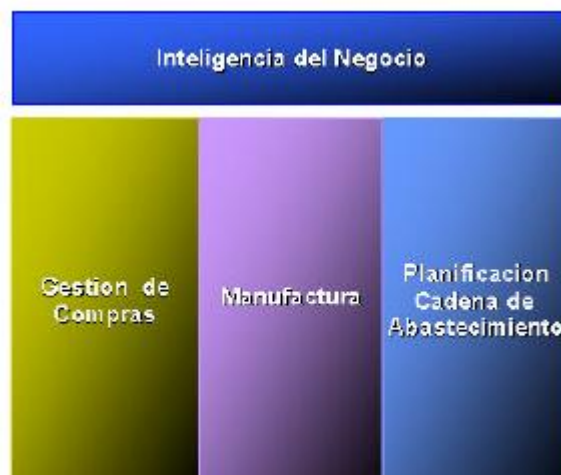 Inteligencia del Negocio
Gestion de
Compras
Manufactura
Planificacion
Cadena de
Abastecimiento